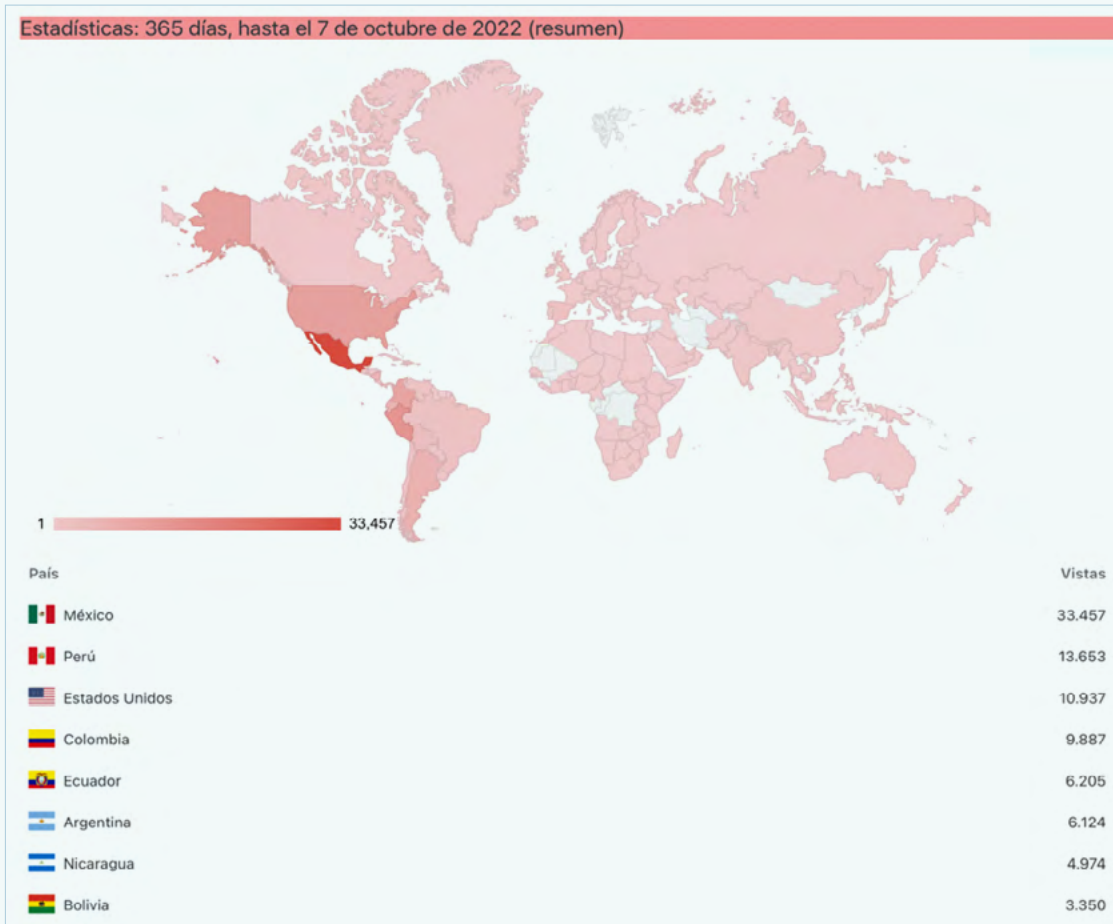 Estadísticas: 365 días, hasta el 7 de octubre de 2022 (resumen)
1 33,457
País Vistas
México 33.457
Perú 13.653
Estados Unidos 10.937
Colombia 9.887
Ecuador 6.205
Argentina 6.124
Nicaragua 4.974
Bolivia 3.350